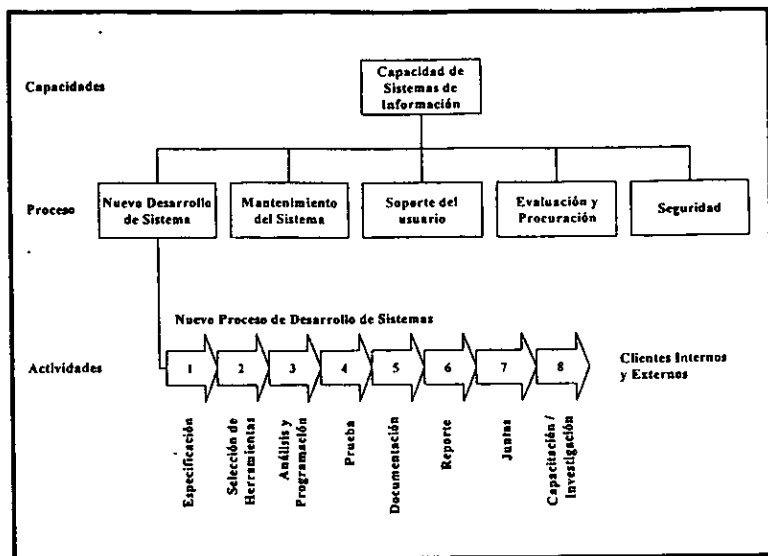 Capacidades
Capacidad de
Sistemas de
Información
Proceso
Nuevo Desarrollo
de Sistema
Mantenimiento
del Sistema
Soporte del
usuario
Evaluación y
Procuración
Seguridad
Nuevo Proceso de Desarrollo de Sistemas
Actividades
1
2
3
4
5
6
7
8
Clientes Internos
y Externos
Especificación
Selección de
Herramientas
Análisis y
Programación
Prueba
Documentación
Reporte
Juntas
Capacitación /
Investigación